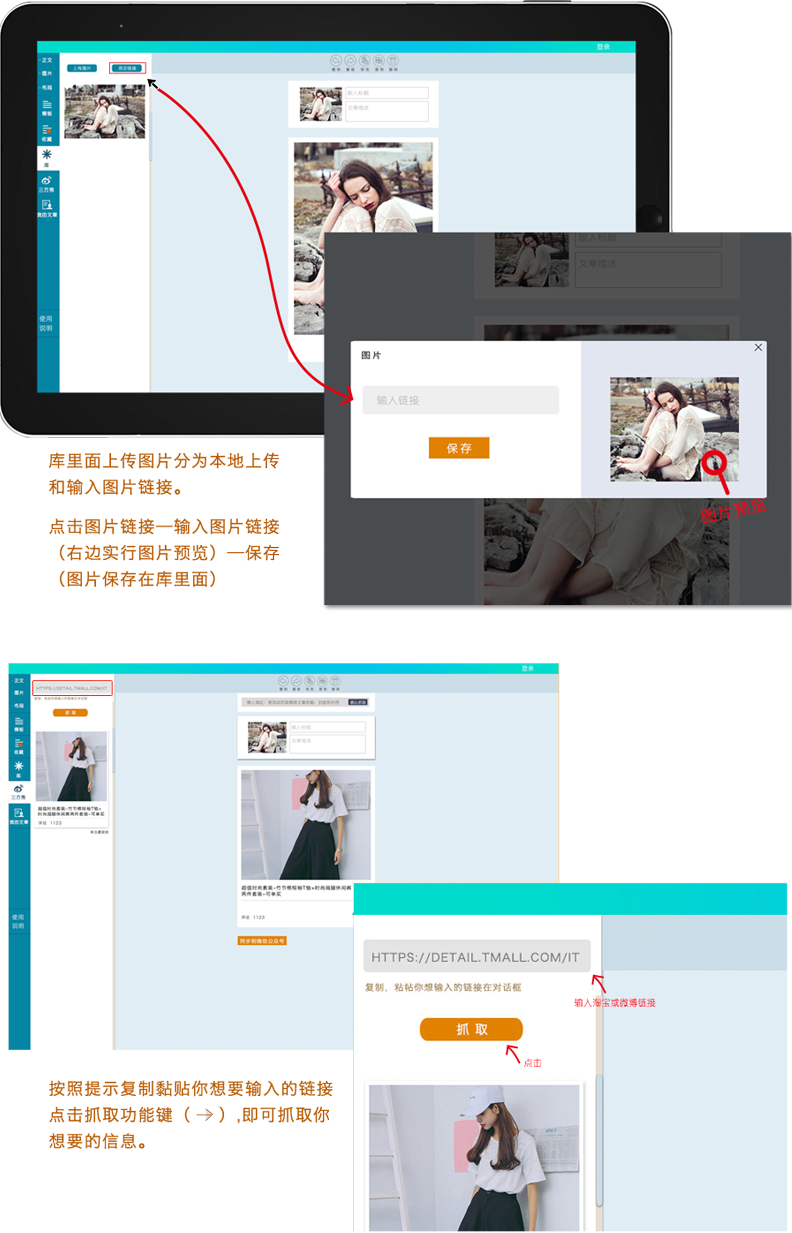 登录
正文
图片
布局
上传图片
模板
收藏
库
三方秀
我的文章
使用
说明
输入标题
文章描述
输入标题
文章描述
图片
输入链接
保存
图片预览
库里面上传图片分为本地上传
和输入图片链接。
点击图片链接—输入图片链接
（右边实行图片预览）—保存
（图片保存在库里面）
登录
正文
图片
布局
模板
收藏
库
三方秀
我的文章
使用
说明
HTTPS://DETAIL.TMALL.COM/IT
抓取
超值时尚套装-竹节棉短袖T恤+
时尚阔腿休闲裤两件套装-可单买
评论 1123
输入标题
文章描述
超值时尚套装-竹节棉短袖T恤+时尚阔腿休闲裤
两件套装-可单买
评论 1123
同步到微信公众号
HTTPS://DETAIL.TMALL.COM/IT
复制，粘帖你想输入的链接在对话框
输入淘宝或微博链接
抓取
点击
按照提示复制黏贴你想要输入的链接
点击抓取功能键（→）,即可抓取你
想要的信息。